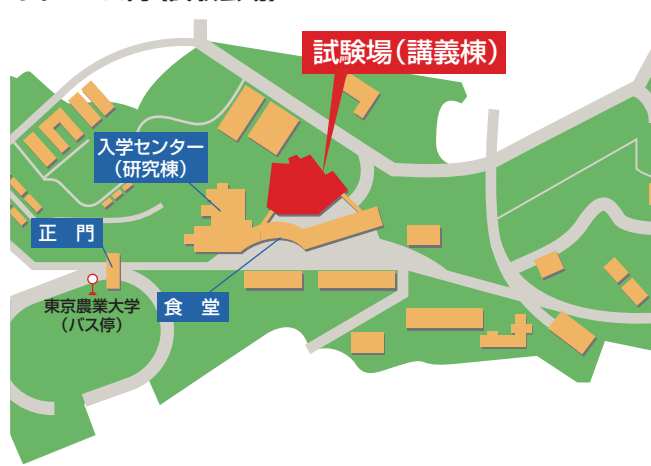 試験場(講義棟)
入学センター
(研究棟)
正 門
東京農業大学
(バス停)
食 堂